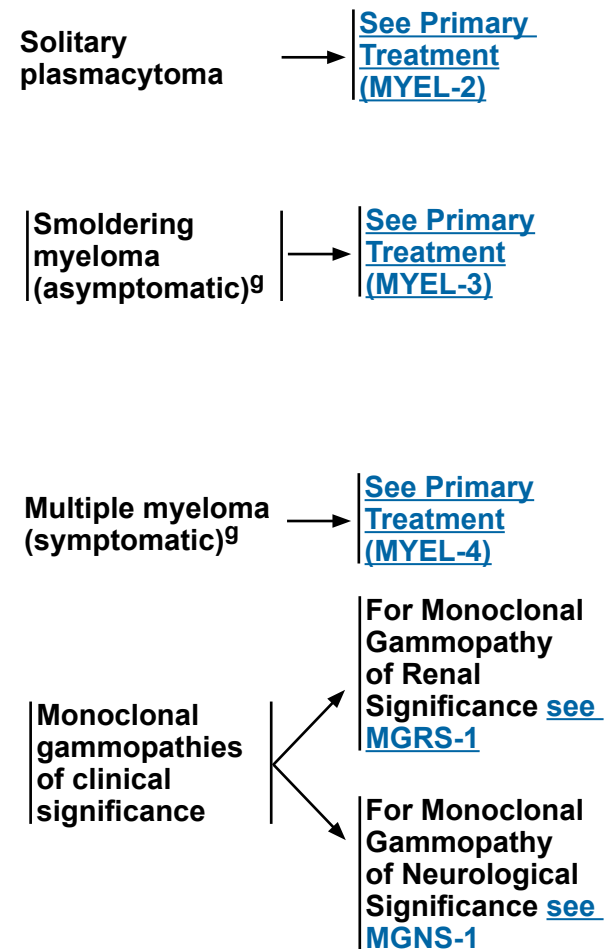 Solitary
plasmacytoma
See Primary
Treatment
(MYEL-2)
Smoldering
myeloma
(asymptomatic)g
See Primary
Treatment
(MYEL-3)
Multiple myeloma
(symptomatic)g
See Primary
Treatment
(MYEL-4)
Monoclonal
gammopathies
of clinical
significance
For Monoclonal
Gammopathy
of Renal
Significance see
MGRS-1
For Monoclonal
Gammopathy
of Neurological
Significance see
MGNS-1